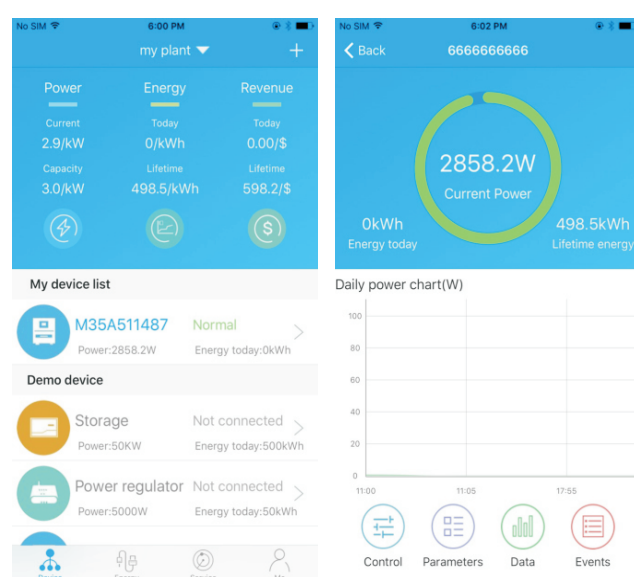 No SIM 6:00 PM
my plant +
Power Energy Revenue
Current Today Today
2.9/kW 0/kWh 0.00/$
Capacity Lifetime Lifetime
3.0/kW 498.5/kWh 598.2/$
$
My device list
M35A511487 Normal
Power:2858.2W Energy today:0kWh
Demo device
Storage Not connected
Power:50KW Energy today:500kWh
Power regulator Not connected
Power:5000W Energy today:50kWh
Device Energy Service Me
No SIM 6:02 PM
Back 6666666666
2858.2W
Current Power
0kWh 498.5kWh
Energy today Lifetime energy
Daily power chart(W)
100
80
60
40
20
0
11:00 11:05 17:55
Control Parameters Data Events